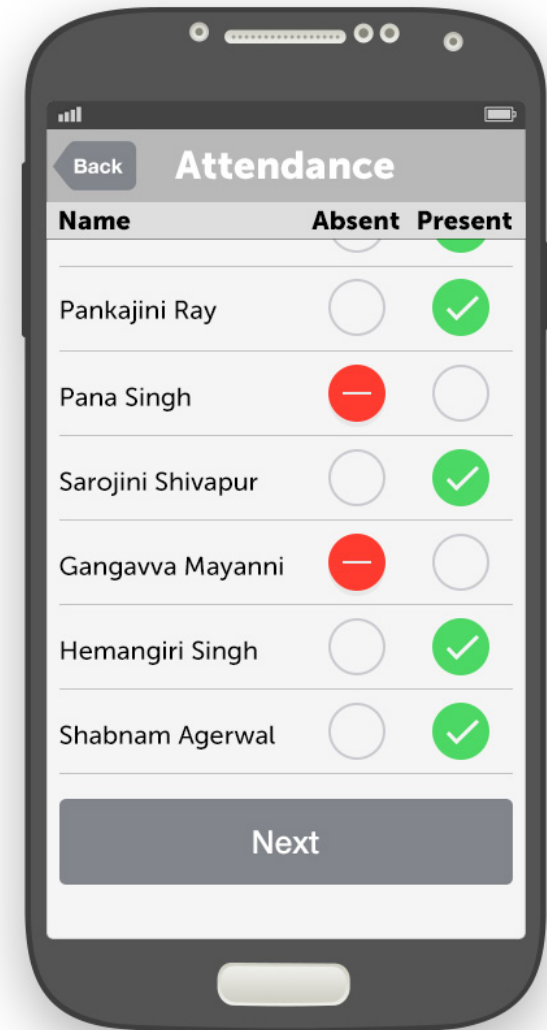 Back Attendance
Name Absent Present
Pankajini Ray
Pana Singh
Sarojini Shivapur
Gangavva Mayanni
Hemangiri Singh
Shabnam Agerwal
Next